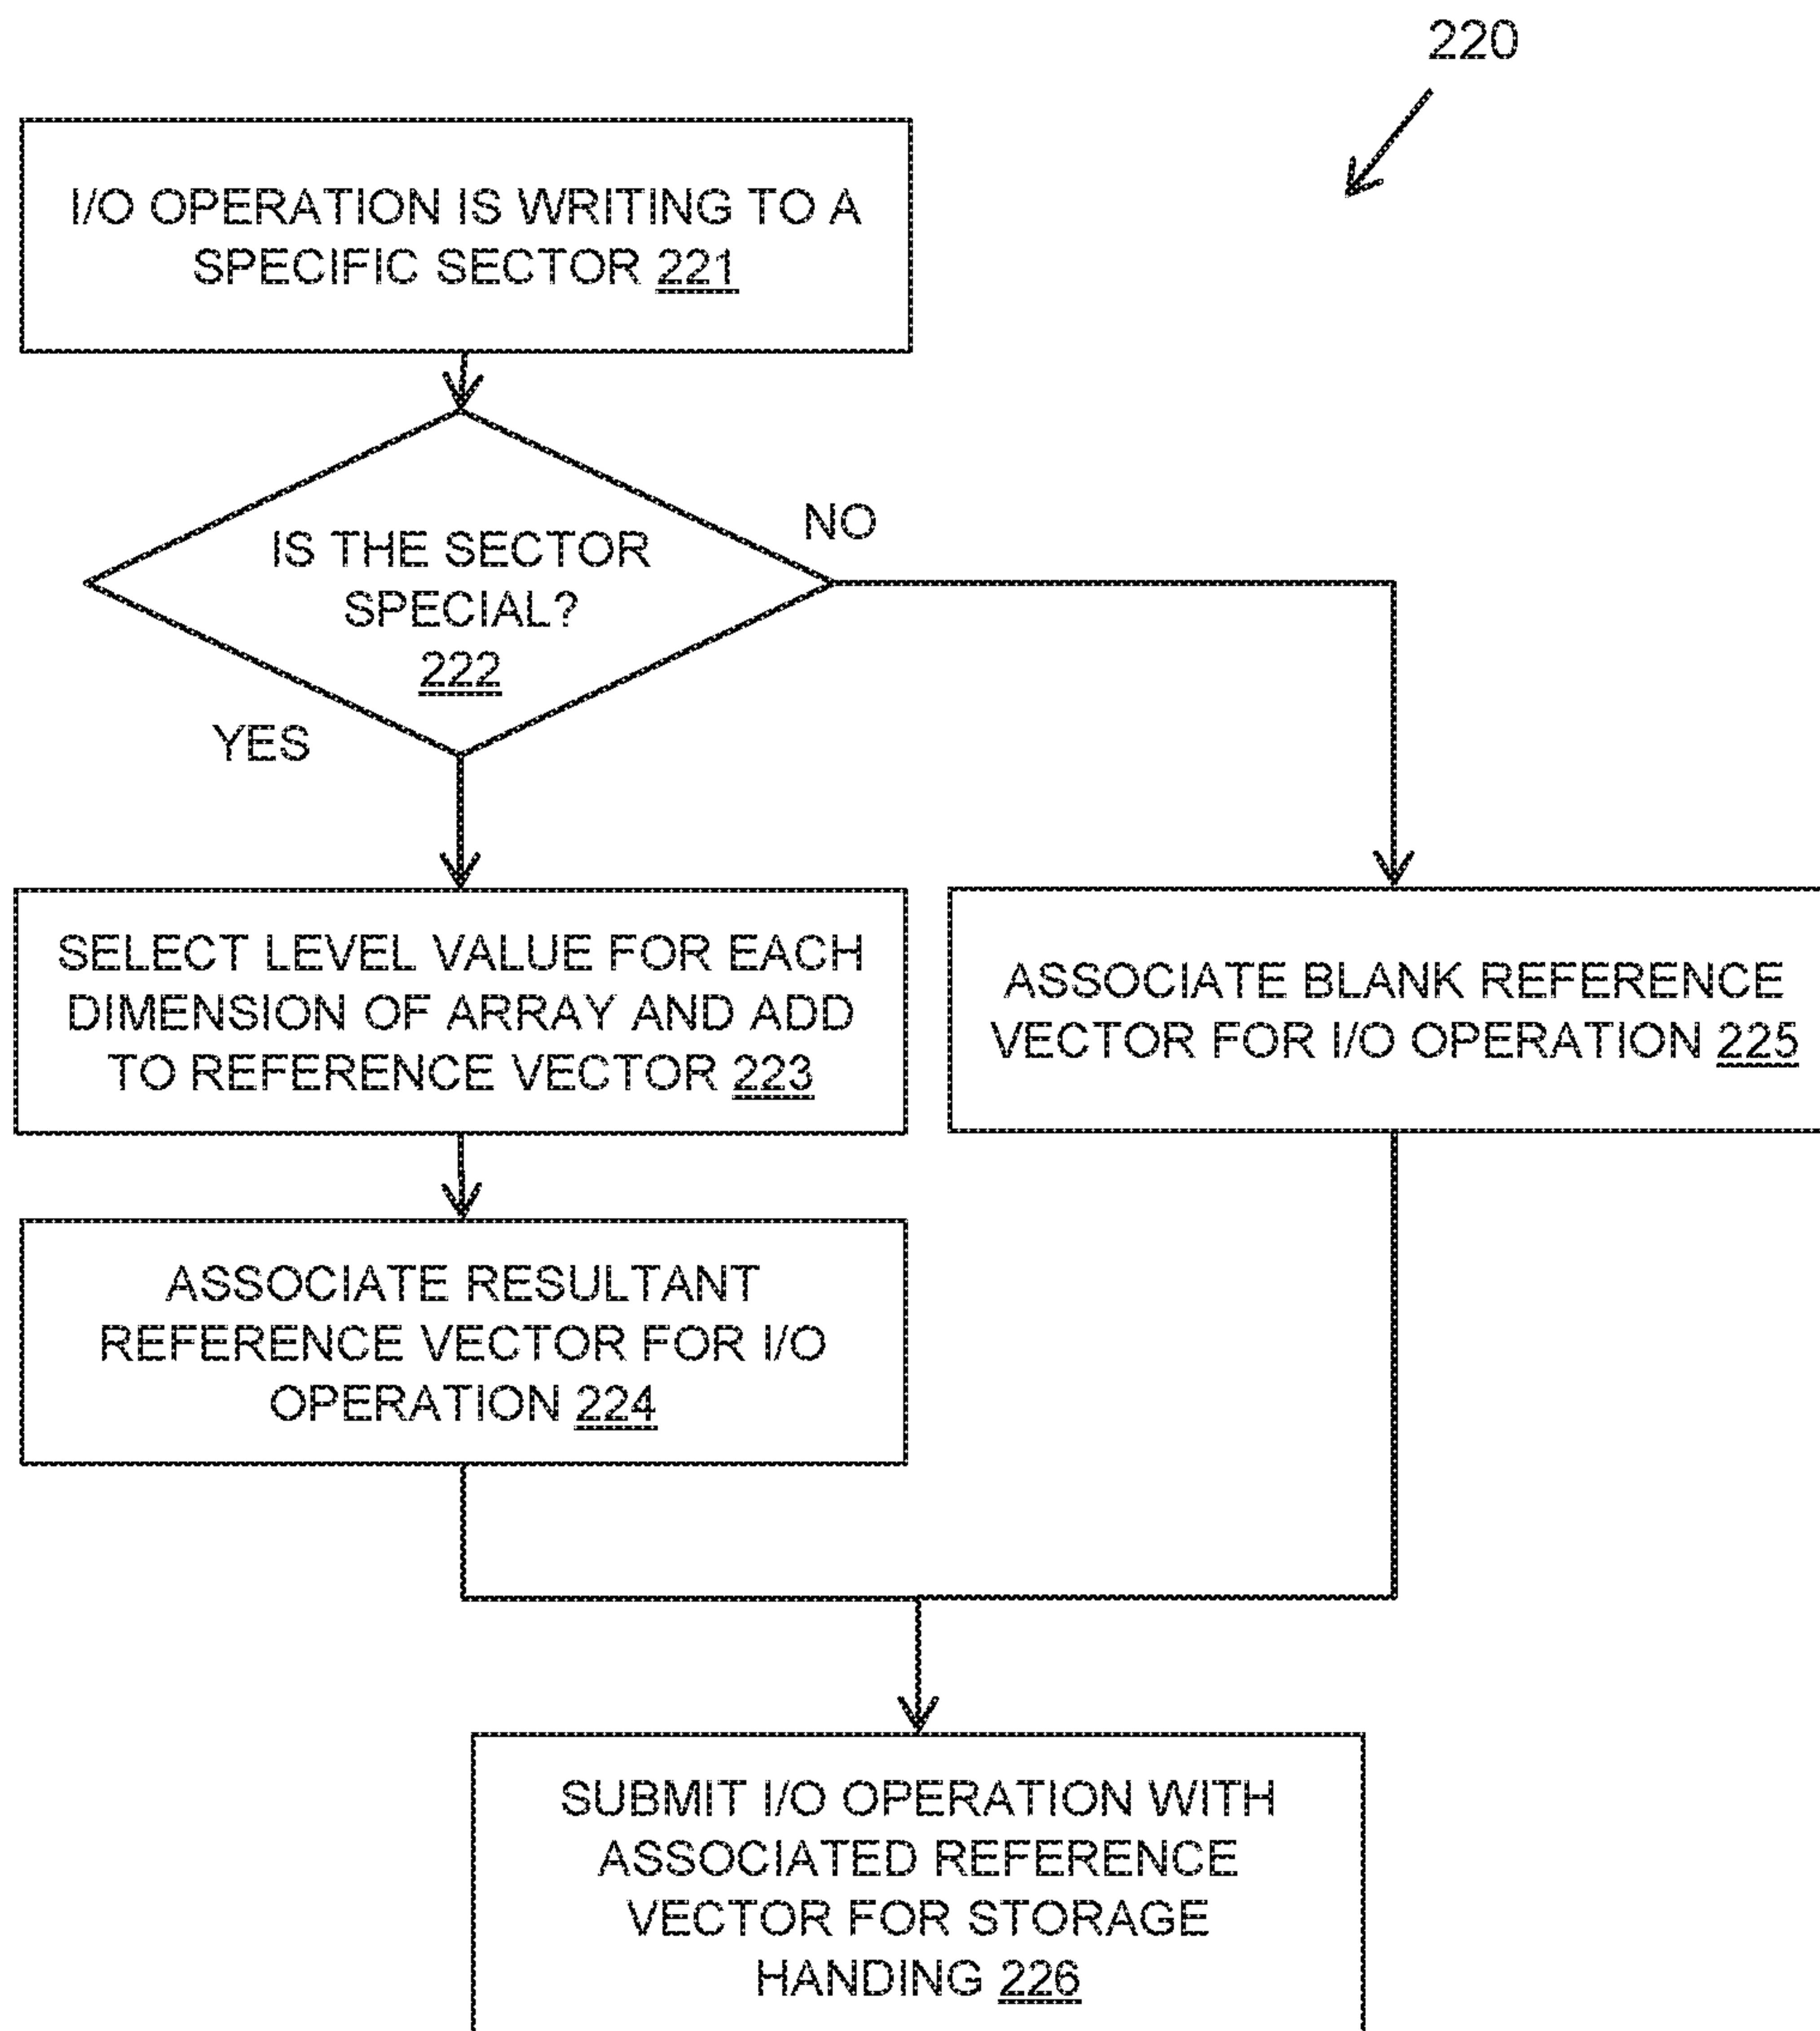 220
I/O OPERATION IS WRITING TO A
SPECIFIC SECTOR 221
IS THE SECTOR
SPECIAL?
222
NO
YES
SELECT LEVEL VALUE FOR EACH
DIMENSION OF ARRAY AND ADD
TO REFERENCE VECTOR 223
ASSOCIATE BLANK REFERENCE
VECTOR FOR I/O OPERATION 225
ASSOCIATE RESULTANT
REFERENCE VECTOR FOR I/O
OPERATION 224
SUBMIT I/O OPERATION WITH
ASSOCIATED REFERENCE
VECTOR FOR STORAGE
HANDING 226